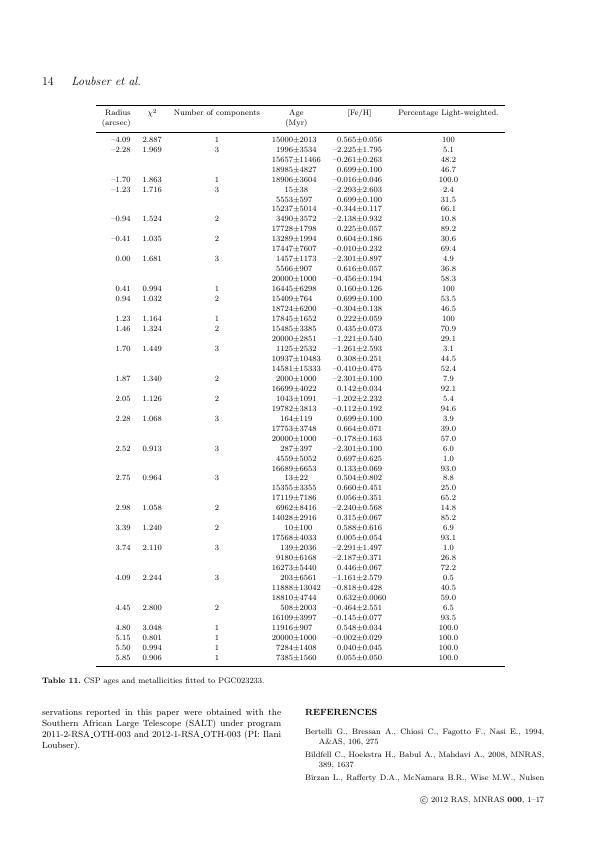 14 Loubser et al.
Radius χ² Number of components Age [Fe/H] Percentage Light-weighted.
(arcsec) (Myr)
–4.09 2.887 1 15000±2013 0.565±0.056 100
–2.28 1.969 3 1996±3534 –2.225±1.795 5.1
15657±11466 –0.261±0.263 48.2
18985±4827 0.699±0.100 46.7
–1.70 1.863 1 18906±3604 –0.016±0.046 100.0
–1.23 1.716 3 15±38 –2.293±2.603 2.4
5553±597 0.699±0.100 31.5
15237±5014 –0.344±0.117 66.1
–0.94 1.524 2 3490±3572 –2.138±0.932 10.8
17728±1798 0.225±0.057 89.2
–0.41 1.035 2 13289±1994 0.604±0.186 30.6
17447±7607 –0.010±0.232 69.4
0.00 1.681 3 1457±1173 –2.301±0.897 4.9
5566±907 0.616±0.057 36.8
20000±1000 –0.456±0.194 58.3
0.41 0.994 1 16445±6298 0.160±0.126 100
0.94 1.032 2 15409±764 0.699±0.100 53.5
18724±6200 –0.304±0.138 46.5
1.23 1.164 1 17845±1652 0.222±0.059 100
1.46 1.324 2 15485±3385 0.435±0.073 70.9
20000±2851 –1.221±0.540 29.1
1.70 1.449 3 1125±2532 –1.261±2.593 3.1
10937±10483 0.308±0.251 44.5
14581±15333 –0.410±0.475 52.4
1.87 1.340 2 2000±1000 –2.301±0.100 7.9
16699±4022 0.142±0.034 92.1
2.05 1.126 2 1043±1091 –1.202±2.232 5.4
19782±3813 –0.112±0.192 94.6
2.28 1.068 3 164±119 0.699±0.100 3.9
17753±3748 0.664±0.071 39.0
20000±1000 –0.178±0.163 57.0
2.52 0.913 3 287±397 –2.301±0.100 6.0
4559±5052 0.697±0.625 1.0
16689±6653 0.133±0.069 93.0
2.75 0.964 3 13±22 0.504±0.802 8.8
15355±3355 0.660±0.451 25.0
17119±7186 0.056±0.351 65.2
2.98 1.058 2 6962±8416 –2.240±0.568 14.8
14028±2916 0.315±0.067 85.2
3.39 1.240 2 10±100 0.588±0.616 6.9
17568±4033 0.005±0.054 93.1
3.74 2.110 3 139±2036 –2.291±1.497 1.0
9180±6168 –2.187±0.371 26.8
16273±5440 0.446±0.067 72.2
4.09 2.244 3 203±6561 –1.161±2.579 0.5
11888±13042 –0.818±0.428 40.5
18810±4744 0.632±0.0060 59.0
4.45 2.800 2 508±2003 –0.464±2.551 6.5
16109±3997 –0.145±0.077 93.5
4.80 3.048 1 11916±907 0.548±0.034 100.0
5.15 0.801 1 20000±1000 –0.002±0.029 100.0
5.50 0.994 1 7284±1408 0.040±0.045 100.0
5.85 0.906 1 7385±1560 0.055±0.050 100.0
Table 11. CSP ages and metallicities fitted to PGC023233.
servations reported in this paper were obtained with the
Southern African Large Telescope (SALT) under program
2011-2-RSA_OTH-003 and 2012-1-RSA_OTH-003 (PI: Ilani
Loubser).
REFERENCES
Bertelli G., Bressan A., Chiosi C., Fagotto F., Nasi E., 1994,
A&AS, 106, 275
Bildfell C., Hoekstra H., Babul A., Mahdavi A., 2008, MNRAS,
389, 1637
Birzan L., Rafferty D.A., McNamara B.R., Wise M.W., Nulsen
© 2012 RAS, MNRAS 000, 1–17